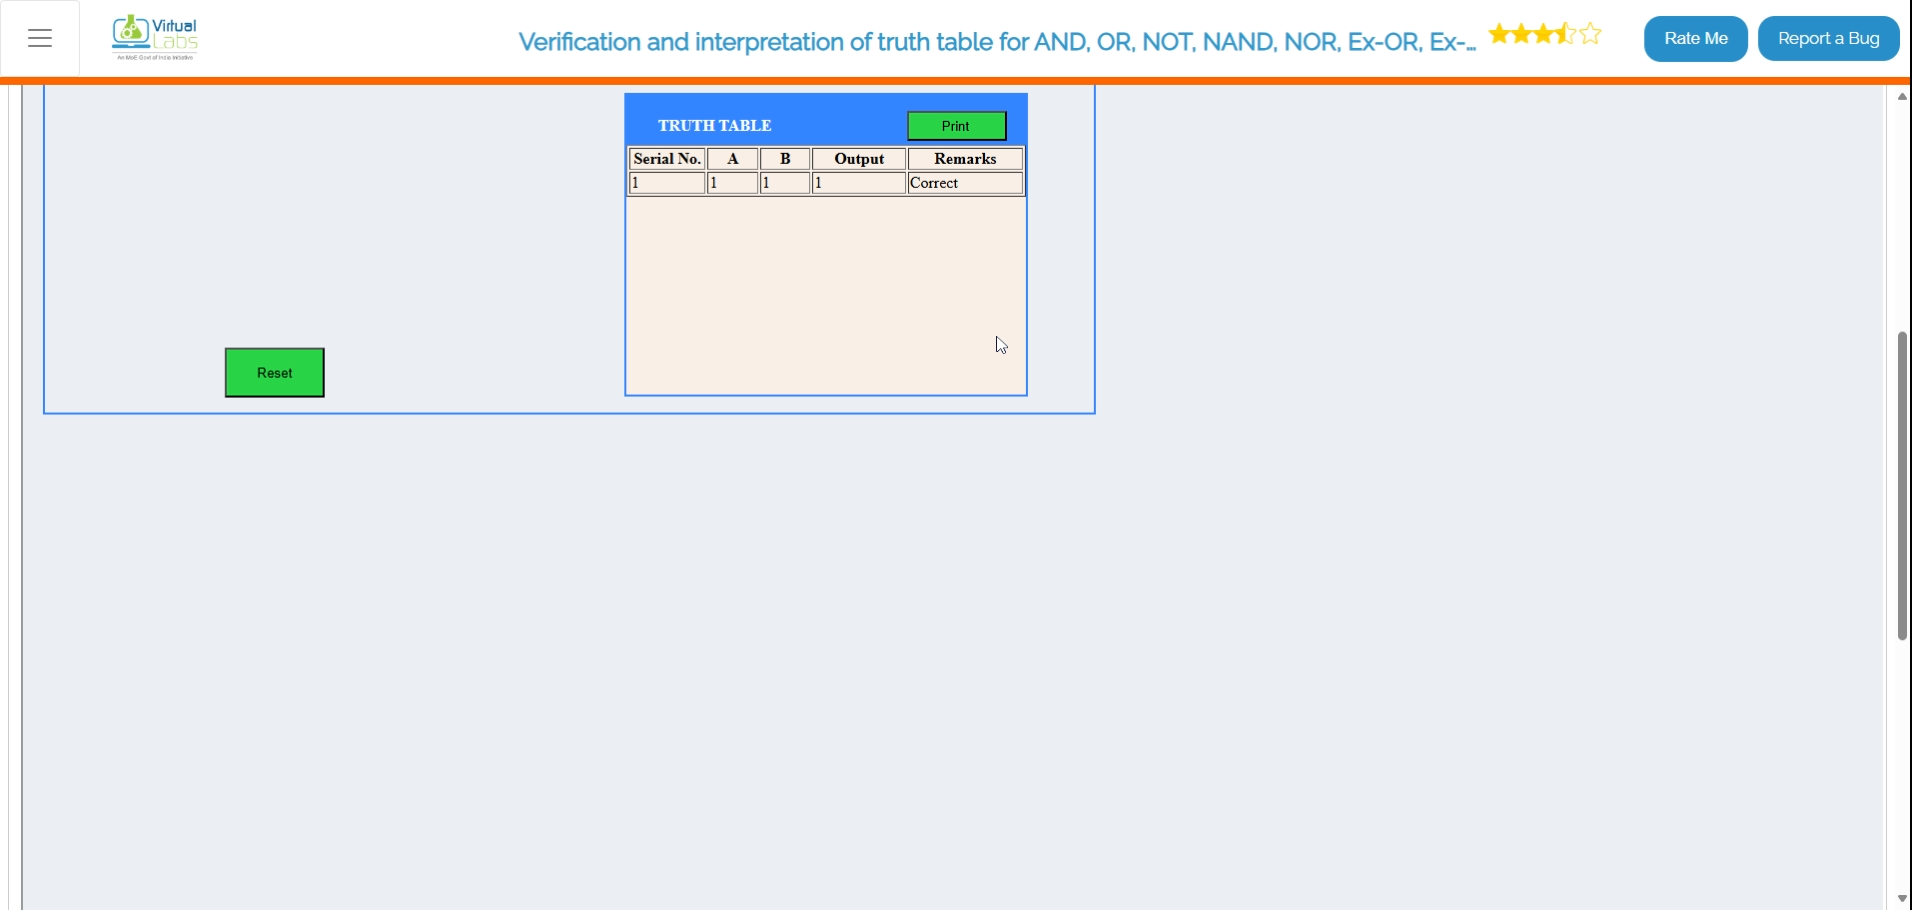 Virtual
Labs
An MoE Govt of India Initiative
Verification and interpretation of truth table for AND, OR, NOT, NAND, NOR, Ex-OR, Ex-...
Rate Me
Report a Bug
TRUTH TABLE
Print
Serial No. A B Output Remarks
1 1 1 1 Correct
Reset